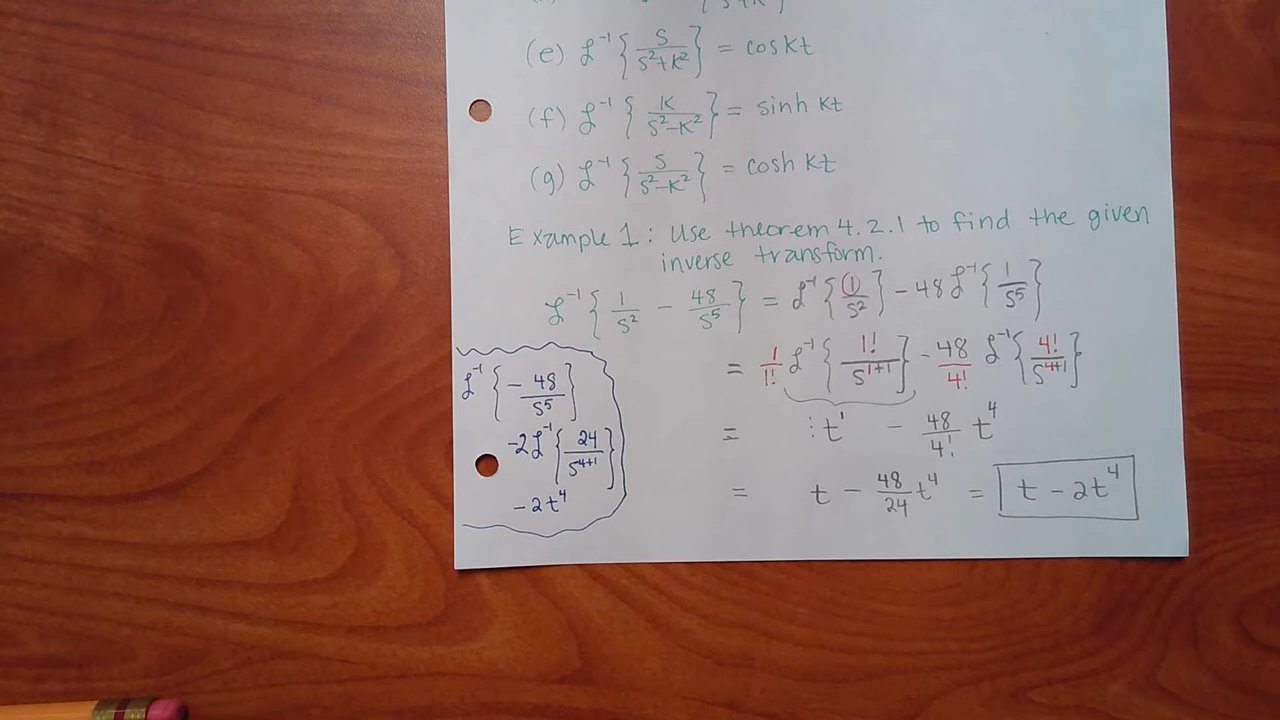 (e) ℒ⁻¹ { s / (s²+k²) } = cos kt
(f) ℒ⁻¹ { k / (s²-k²) } = sinh kt
(g) ℒ⁻¹ { s / (s²-k²) } = cosh kt
Example 1: Use theorem 4.2.1 to find the given
inverse transform.
ℒ⁻¹ { 1/s² - 48/s⁵ } = ℒ⁻¹ { 1/s² } - 48 ℒ⁻¹ { 1/s⁵ }
= 1/1! ℒ⁻¹ { 1!/s¹⁺¹ } - 48/4! ℒ⁻¹ { 4!/s⁴⁺¹ }
= : t¹ - 48/4! t⁴
= t - 48/24 t⁴ = t - 2t⁴
ℒ⁻¹ { - 48/s⁵ }
-2ℒ⁻¹ { 24/s⁴⁺¹ }
-2t⁴